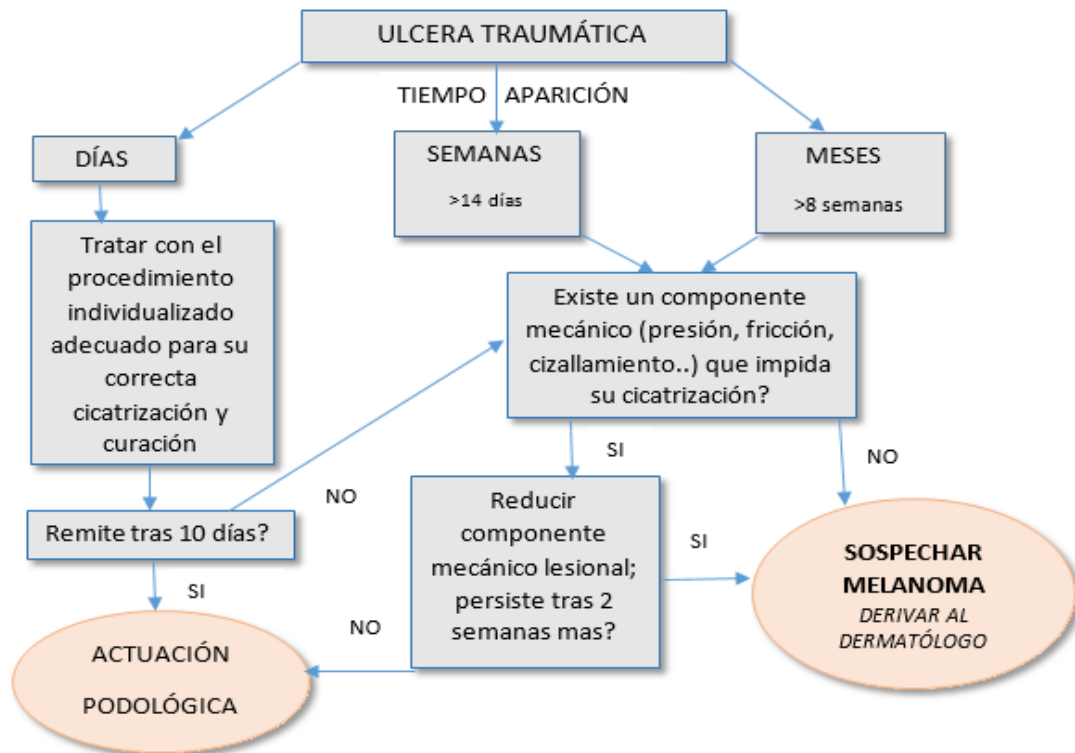 ULCERA TRAUMÁTICA
TIEMPO APARICIÓN
DÍAS
SEMANAS
>14 días
MESES
>8 semanas
Tratar con el
procedimiento
individualizado
adecuado para su
correcta
cicatrización y
curación
Existe un componente
mecánico (presión, fricción,
cizallamiento..) que impida
su cicatrización?
SI
NO
NO
Remite tras 10 días?
Reducir
componente
mecánico lesional;
persiste tras 2
semanas mas?
SI
SOSPECHAR
MELANOMA
DERIVAR AL
DERMATÓLOGO
SI
NO
ACTUACIÓN
PODOLÓGICA